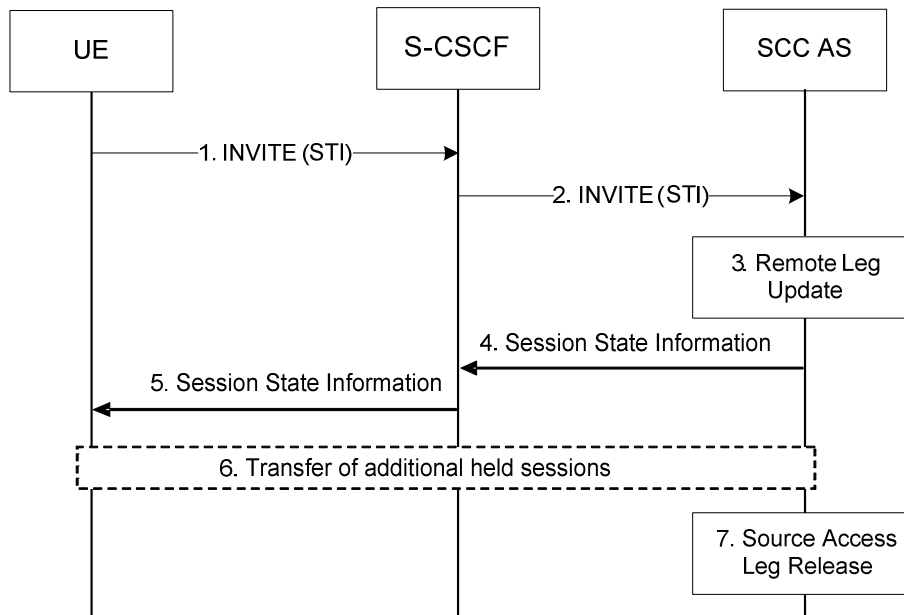 UE
S-CSCF
SCC AS
1. INVITE (STI)
2. INVITE (STI)
3. Remote Leg
Update
4. Session State Information
5. Session State Information
6. Transfer of additional held sessions
7. Source Access
Leg Release